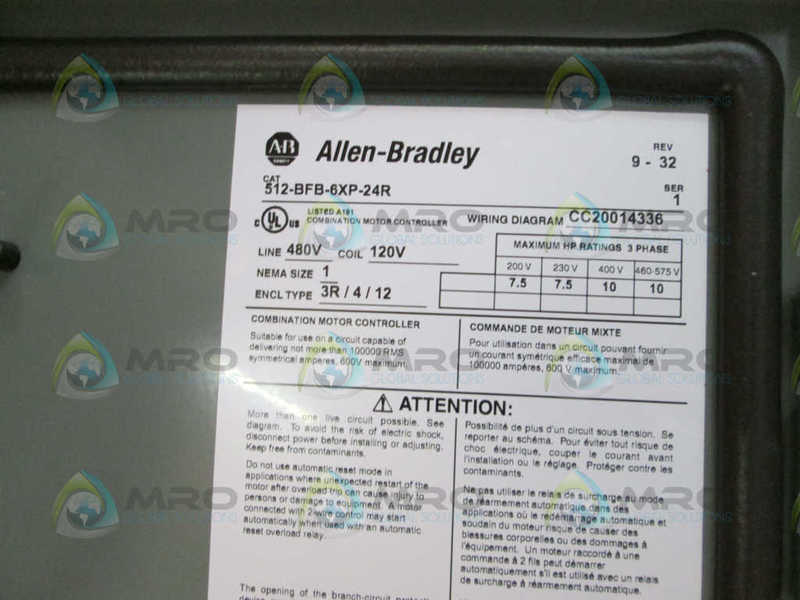 A-B
Allen-Bradley
REV
9 - 32
CAT
512-BFB-6XP-24R
SER
1
C UL US
LISTED A191
COMBINATION MOTOR CONTROLLER
WIRING DIAGRAM CC20014336
LINE 480V COIL 120V
NEMA SIZE 1
ENCL TYPE 3R / 4 / 12
MAXIMUM HP RATINGS 3 PHASE
200 V 230 V 400 V 460-575 V
7.5 7.5 10 10
COMBINATION MOTOR CONTROLLER
Suitable for use on a circuit capable of
delivering not more than 100000 RMS
symmetrical amperes, 600V maximum.
COMMANDE DE MOTEUR MIXTE
Pour utilisation dans un circuit pouvant fournir
un courant symétrique efficace maximal de
100000 ampères, 600 V maximum.
ATTENTION:
More than one live circuit possible. See
diagram. To avoid the risk of electric shock,
disconnect power before installing or adjusting.
Keep free from contaminants.
Do not use automatic reset mode in
applications where unexpected restart of the
motor after overload trip can cause injury to
persons or damage to equipment. A motor
connected with 2-wire control may start
automatically when used with an automatic
reset overload relay.
The opening of the branch-circuit
Possibilité de plus d'un circuit sous tension. Se
reporter au schéma. Pour éviter tout risque de
choc électrique, couper le courant avant
l'installation ou le réglage. Protéger contre les
contaminants.
Ne pas utiliser le relais de surcharge au mode
de réarmement automatique dans des
applications où le redémarrage automatique et
soudain du moteur risque de causer des
blessures corporelles ou des dommages à
l'équipement. Un moteur raccordé à une
commande à 2 fils peut démarrer
automatiquement s'il est utilisé avec un relais
de surcharge à réarmement automatique.
MRO
GLOBAL SOLUTIONS